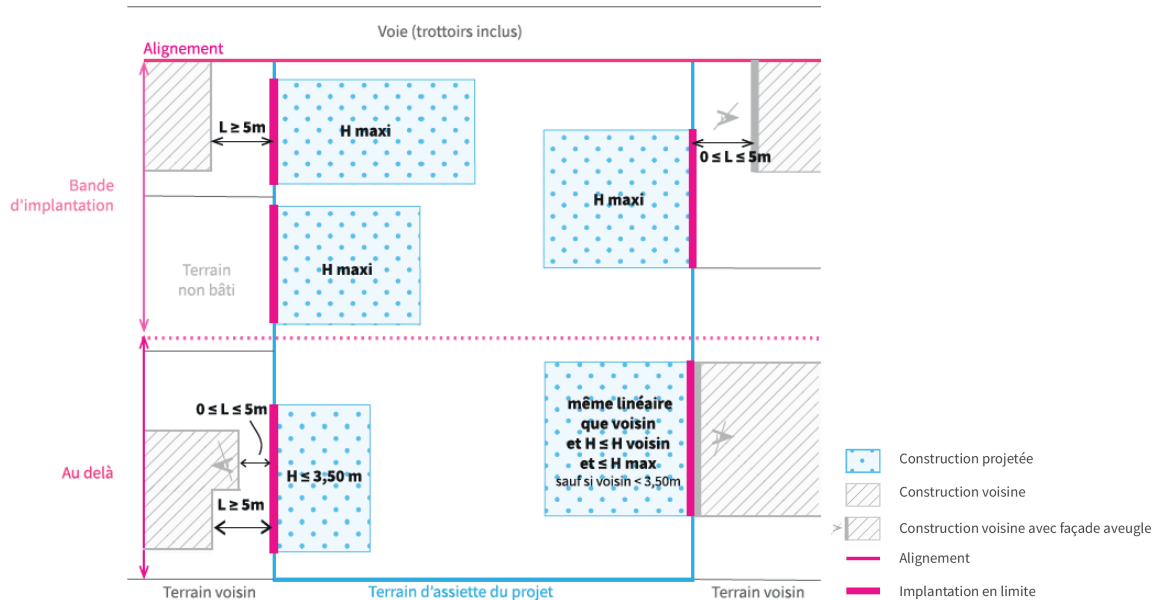 Voie (trottoirs inclus)
Alignement
L ≥ 5m
H maxi
0 ≤ L ≤ 5m
H maxi
Bande
d'implantation
Terrain
non bâti
H maxi
Au delà
0 ≤ L ≤ 5m
L ≥ 5m
H ≤ 3,50 m
même linéaire
que voisin
et H ≤ H voisin
et ≤ H max
sauf si voisin < 3,50m
Terrain voisin
Terrain d'assiette du projet
Terrain voisin
Construction projetée
Construction voisine
Construction voisine avec façade aveugle
Alignement
Implantation en limite